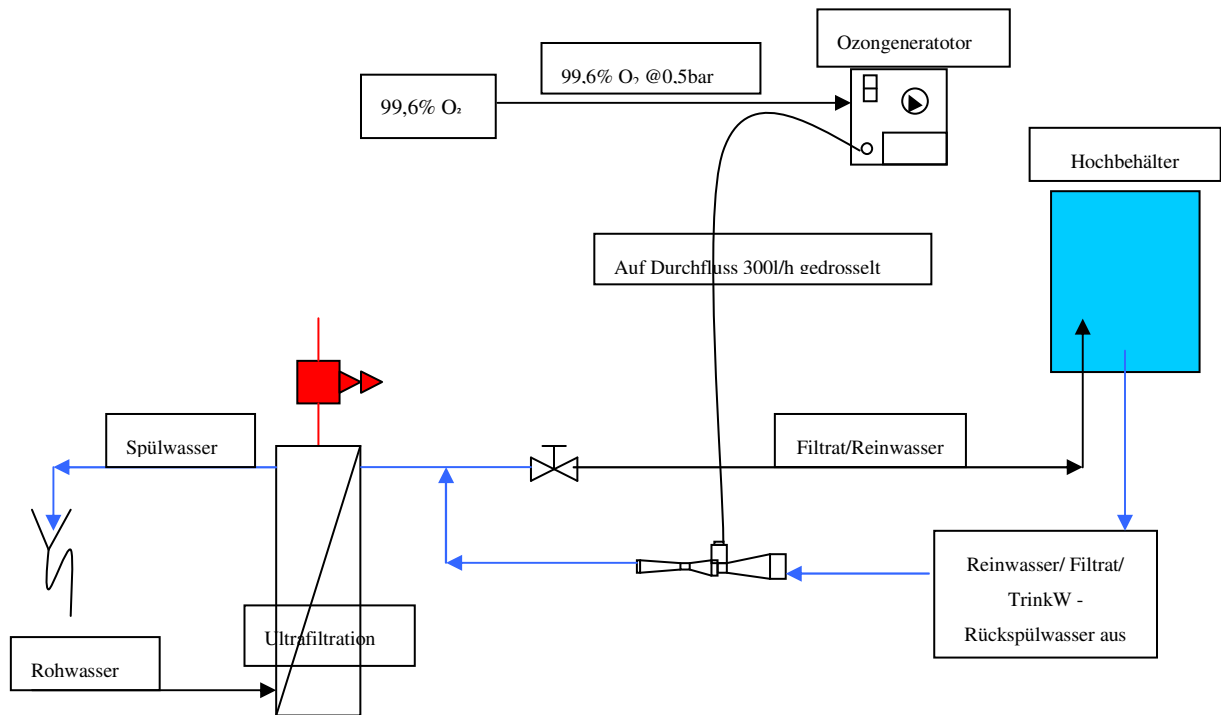 Ozongeneratotor
99,6% O₂ @0,5bar
99,6% O₂
Hochbehälter
Auf Durchfluss 300l/h gedrosselt
Spülwasser
Filtrat/Reinwasser
Reinwasser/ Filtrat/
TrinkW -
Rückspülwasser aus
Ultrafiltration
Rohwasser